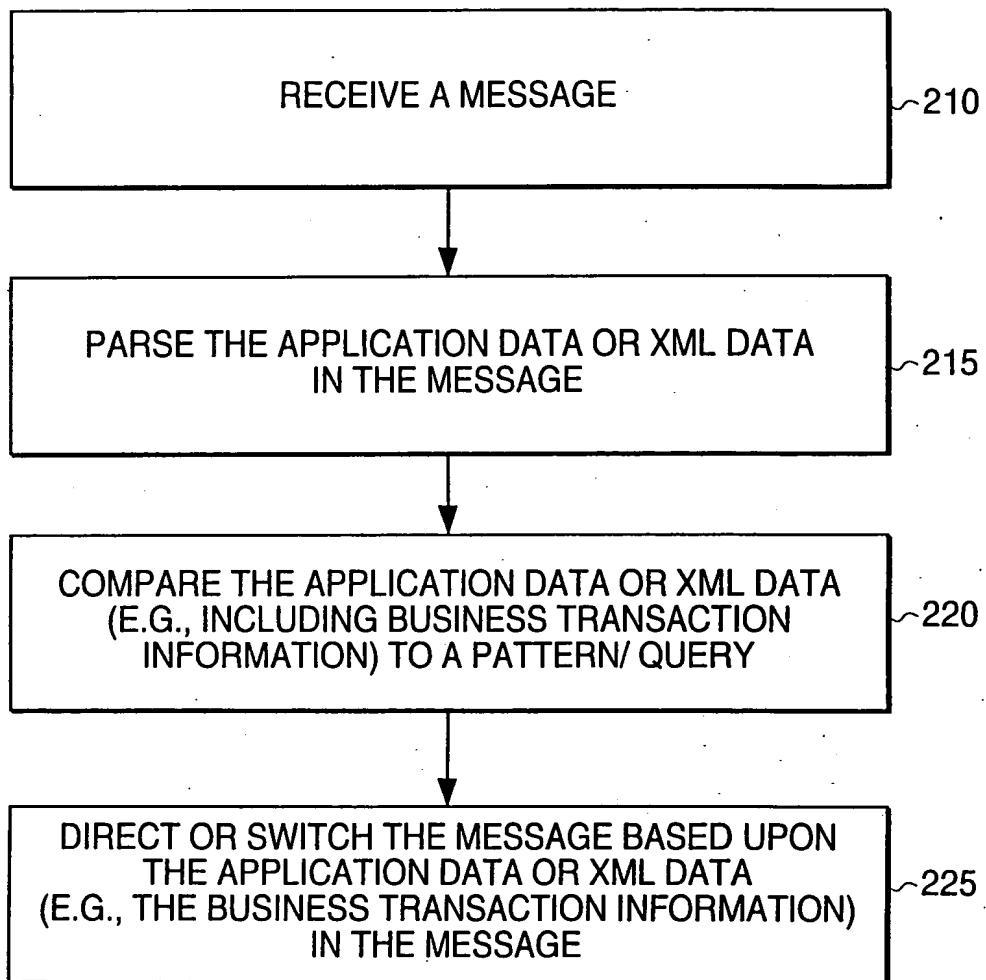 RECEIVE A MESSAGE
210
PARSE THE APPLICATION DATA OR XML DATA
IN THE MESSAGE
215
COMPARE THE APPLICATION DATA OR XML DATA
(E.G., INCLUDING BUSINESS TRANSACTION
INFORMATION) TO A PATTERN/ QUERY
220
DIRECT OR SWITCH THE MESSAGE BASED UPON
THE APPLICATION DATA OR XML DATA
(E.G., THE BUSINESS TRANSACTION INFORMATION)
IN THE MESSAGE
225